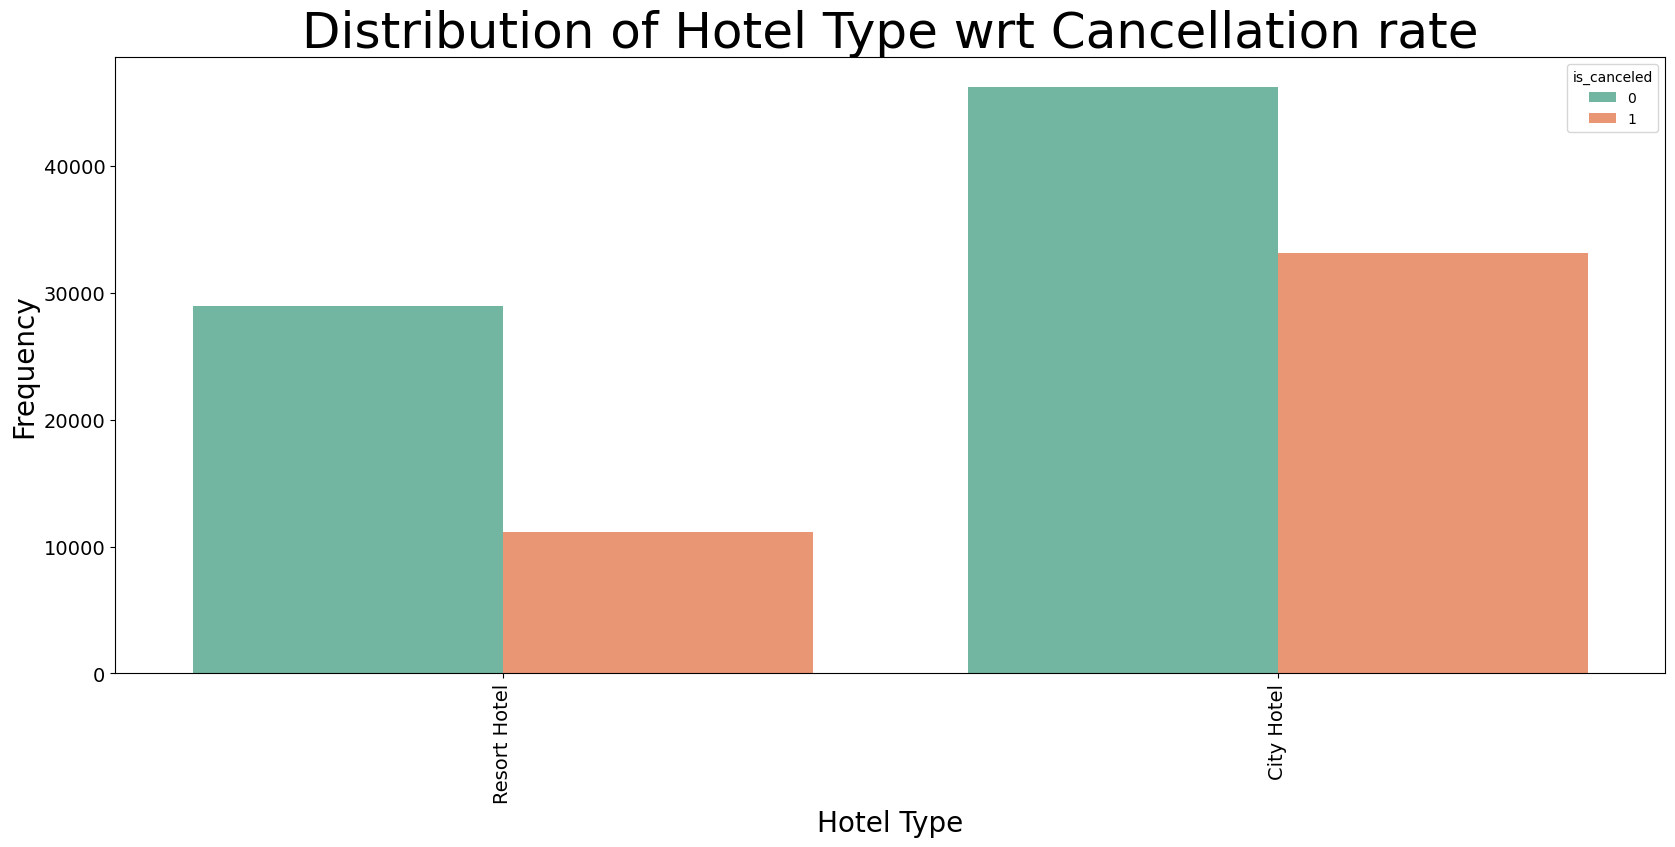 Distribution of Hotel Type wrt Cancellation rate
is_canceled
0
1
40000
30000
20000
10000
0
Frequency
Resort Hotel
City Hotel
Hotel Type